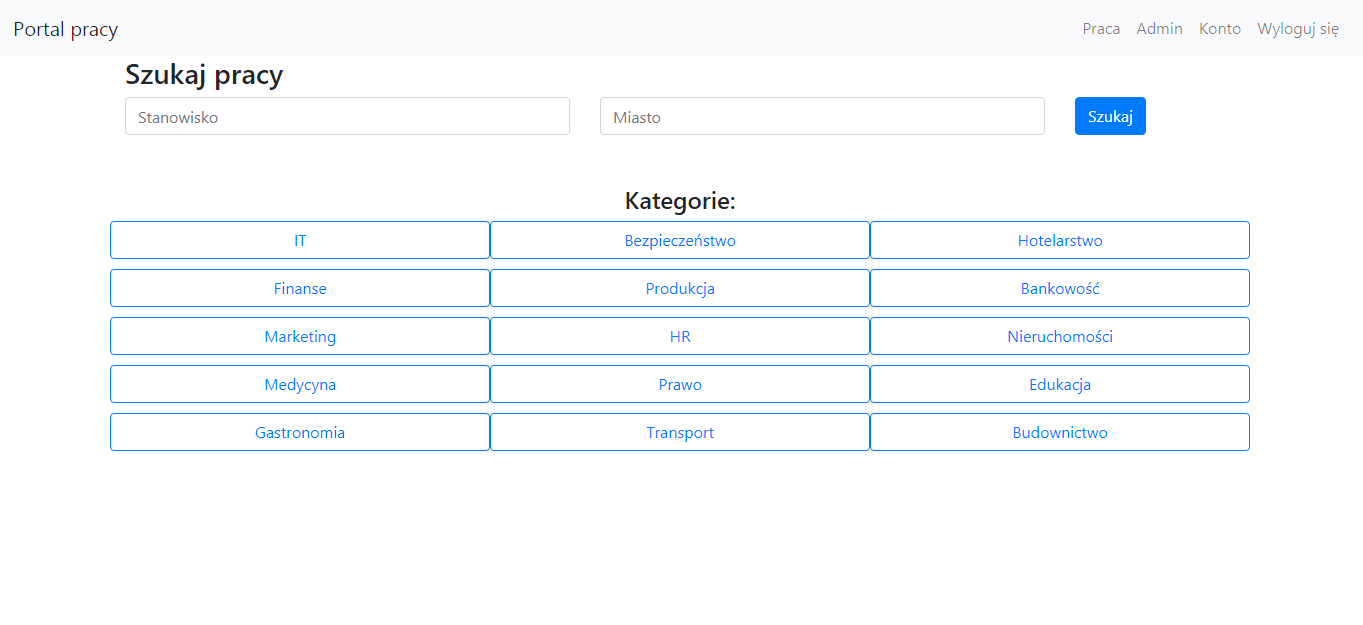 Portal pracy Praca Admin Konto Wyloguj się
Szukaj pracy
Stanowisko Miasto Szukaj
Kategorie:
IT Bezpieczeństwo Hotelarstwo
Finanse Produkcja Bankowość
Marketing HR Nieruchomości
Medycyna Prawo Edukacja
Gastronomia Transport Budownictwo